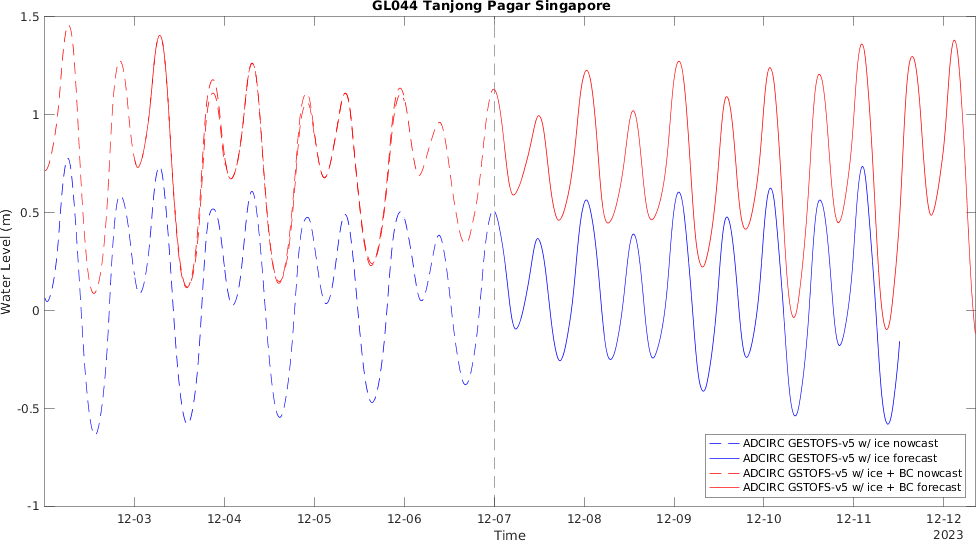 GL044 Tanjong Pagar Singapore
Water Level (m)
1.5
1
0.5
0
-0.5
-1
ADCIRC GESTOFS-v5 w/ ice nowcast
ADCIRC GESTOFS-v5 w/ ice forecast
ADCIRC GSTOFS-v5 w/ ice + BC nowcast
ADCIRC GSTOFS-v5 w/ ice + BC forecast
12-03 12-04 12-05 12-06 12-07 12-08 12-09 12-10 12-11 12-12
Time
2023